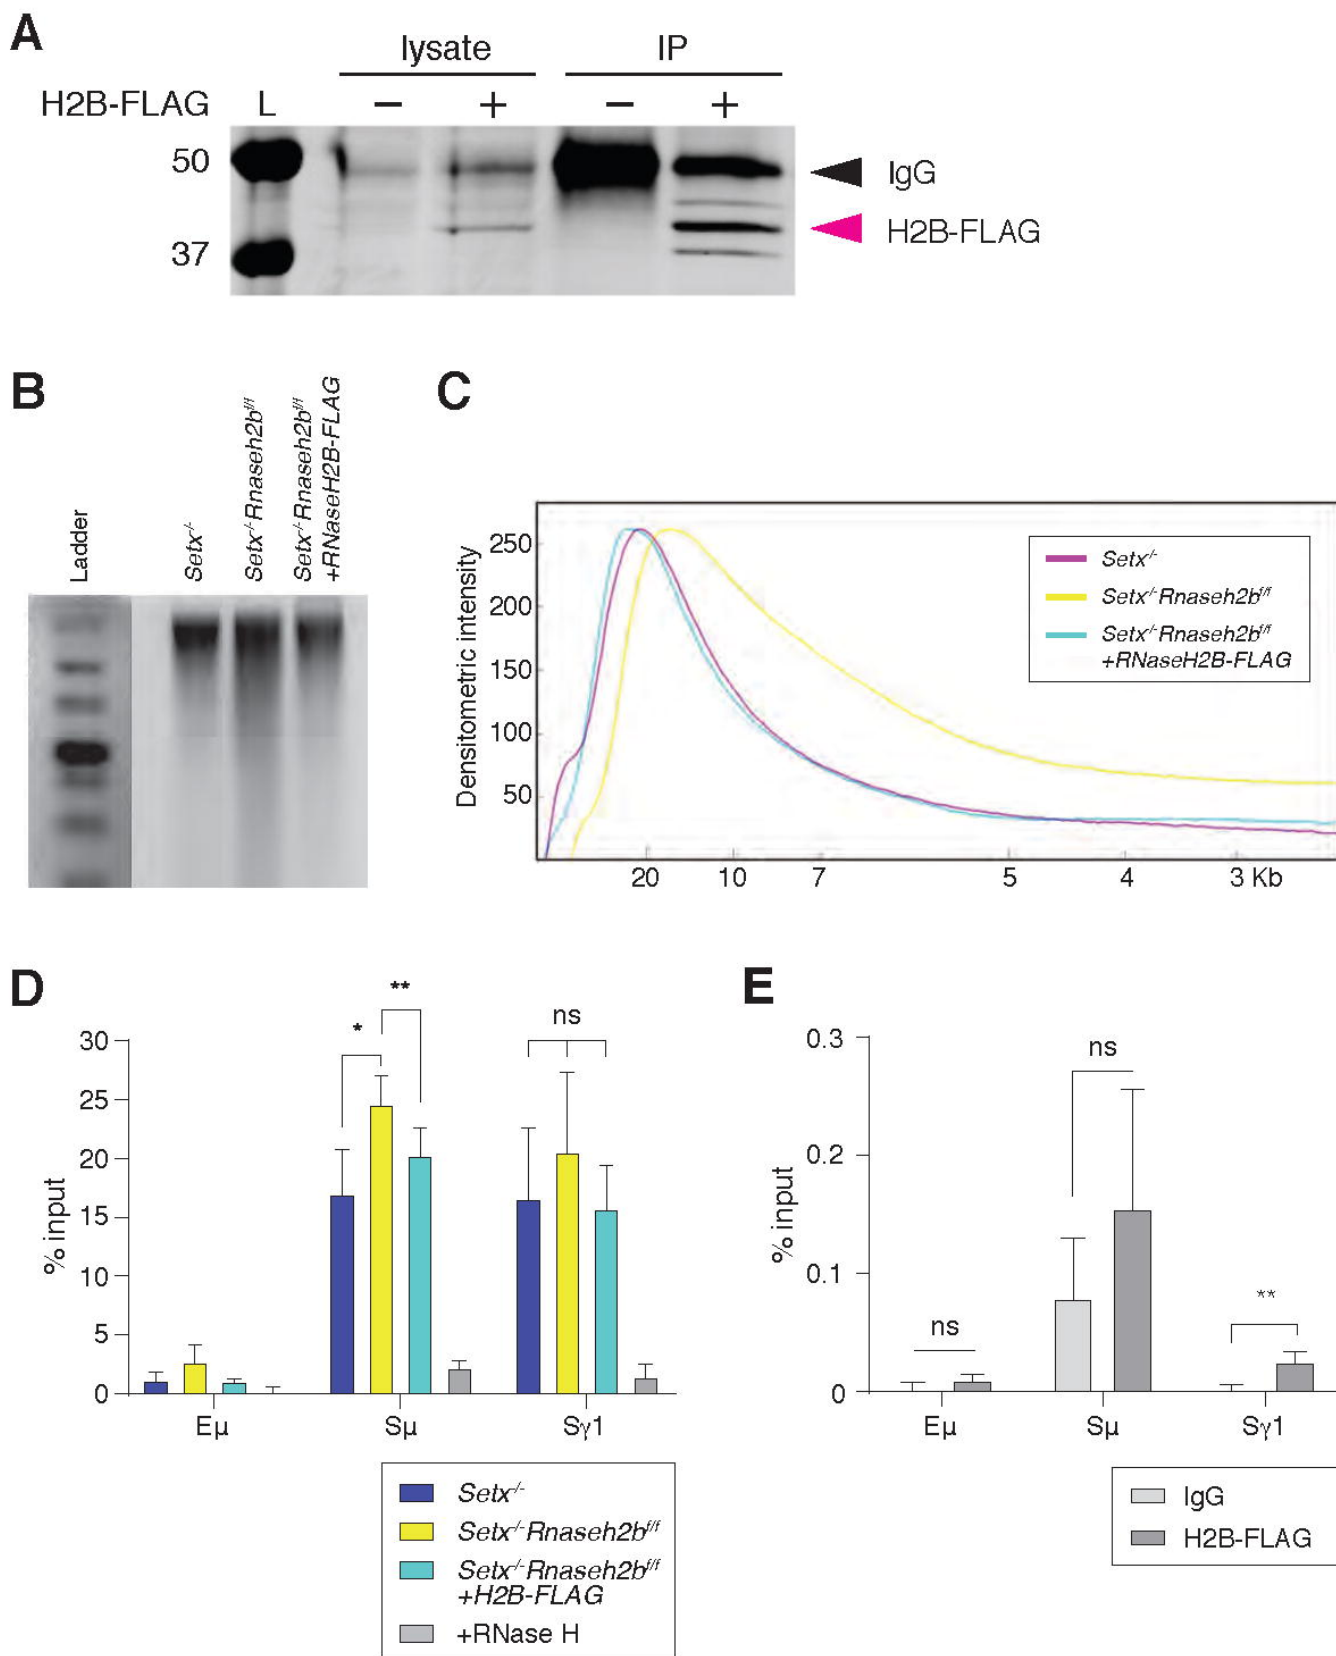 A
lysate
IP
H2B-FLAG
L
−
+
−
+
50
37
IgG
H2B-FLAG
B
Ladder
Setx-/-
Setx-/-Rnaseh2bf/f
Setx-/-Rnaseh2bf/f
+RNaseH2B-FLAG
C
Densitometric intensity
250
200
150
100
50
20
10
7
5
4
3 Kb
Setx-/-
Setx-/-Rnaseh2bf/f
Setx-/-Rnaseh2bf/f
+RNaseH2B-FLAG
D
% input
30
25
20
15
10
5
0
*
**
ns
Eμ
Sμ
Sγ1
Setx-/-
Setx-/-Rnaseh2bf/f
Setx-/-Rnaseh2bf/f
+H2B-FLAG
+RNase H
E
% input
0.3
0.2
0.1
0
ns
ns
**
Eμ
Sμ
Sγ1
IgG
H2B-FLAG